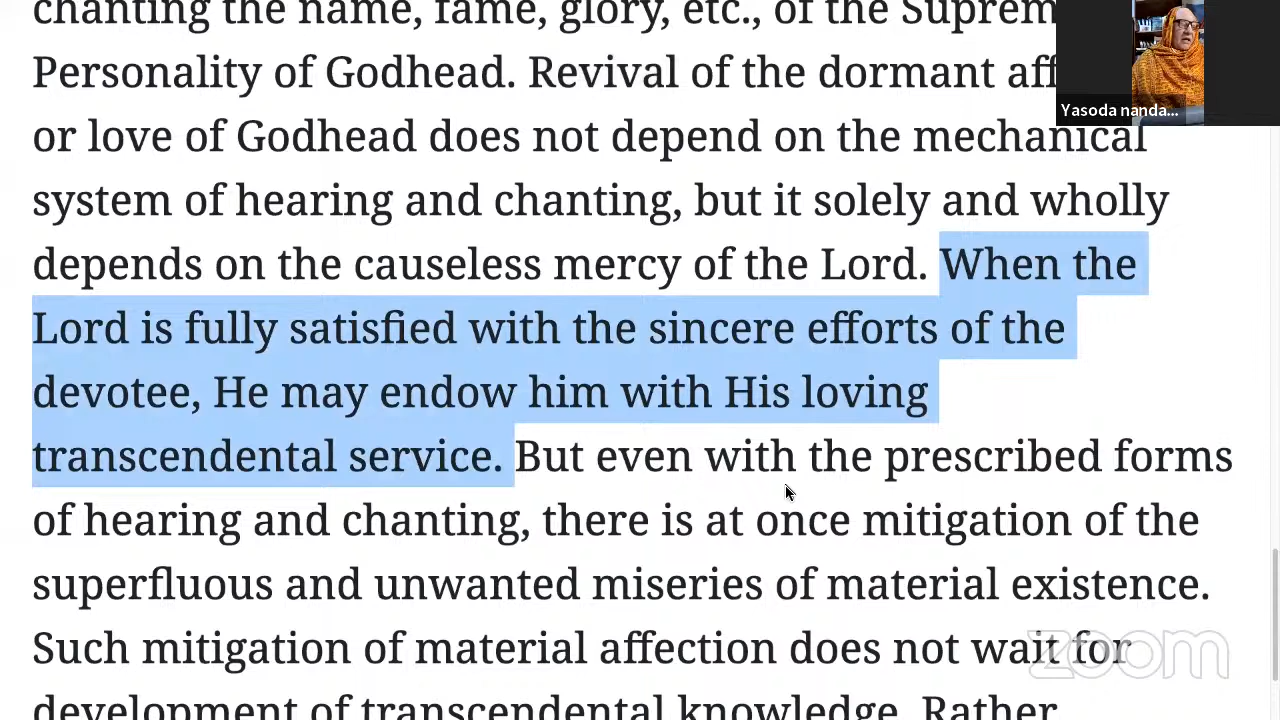 chanting the name, fame, glory, etc., of the Suprem
Personality of Godhead. Revival of the dormant aff
or love of Godhead does not depend on the mechanical
system of hearing and chanting, but it solely and wholly
depends on the causeless mercy of the Lord. When the
Lord is fully satisfied with the sincere efforts of the
devotee, He may endow him with His loving
transcendental service. But even with the prescribed forms
of hearing and chanting, there is at once mitigation of the
superfluous and unwanted miseries of material existence.
Such mitigation of material affection does not wait for
development of transcendental knowledge. Rather,
Yasoda nanda...
zoom